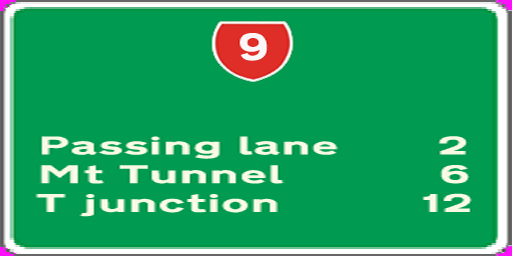 9
Passing lane 2
Mt Tunnel 6
T junction 12